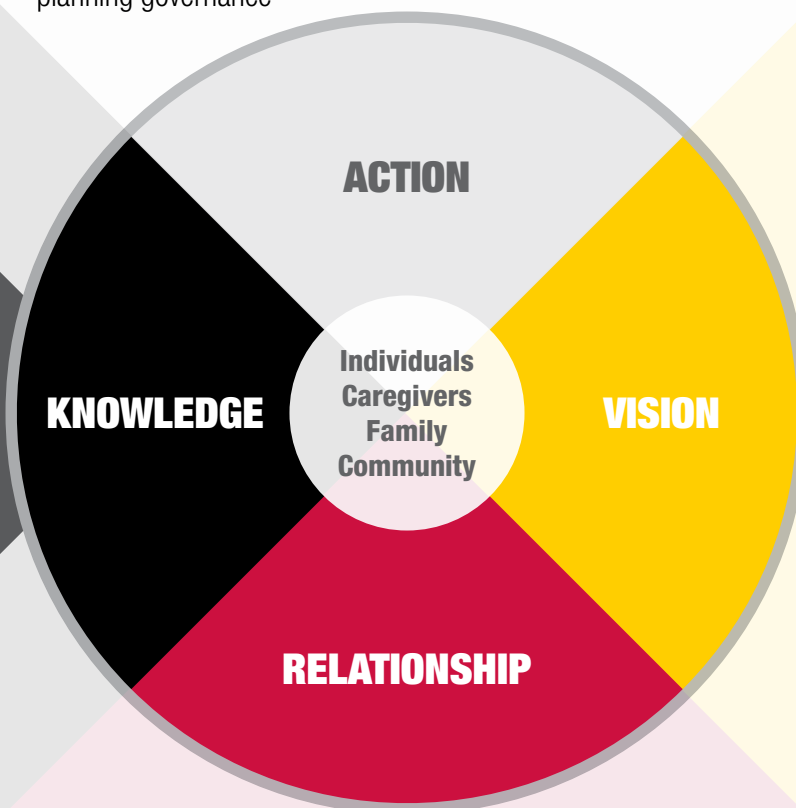 planning governance
ACTION
KNOWLEDGE
Individuals
Caregivers
Family
Community
VISION
RELATIONSHIP